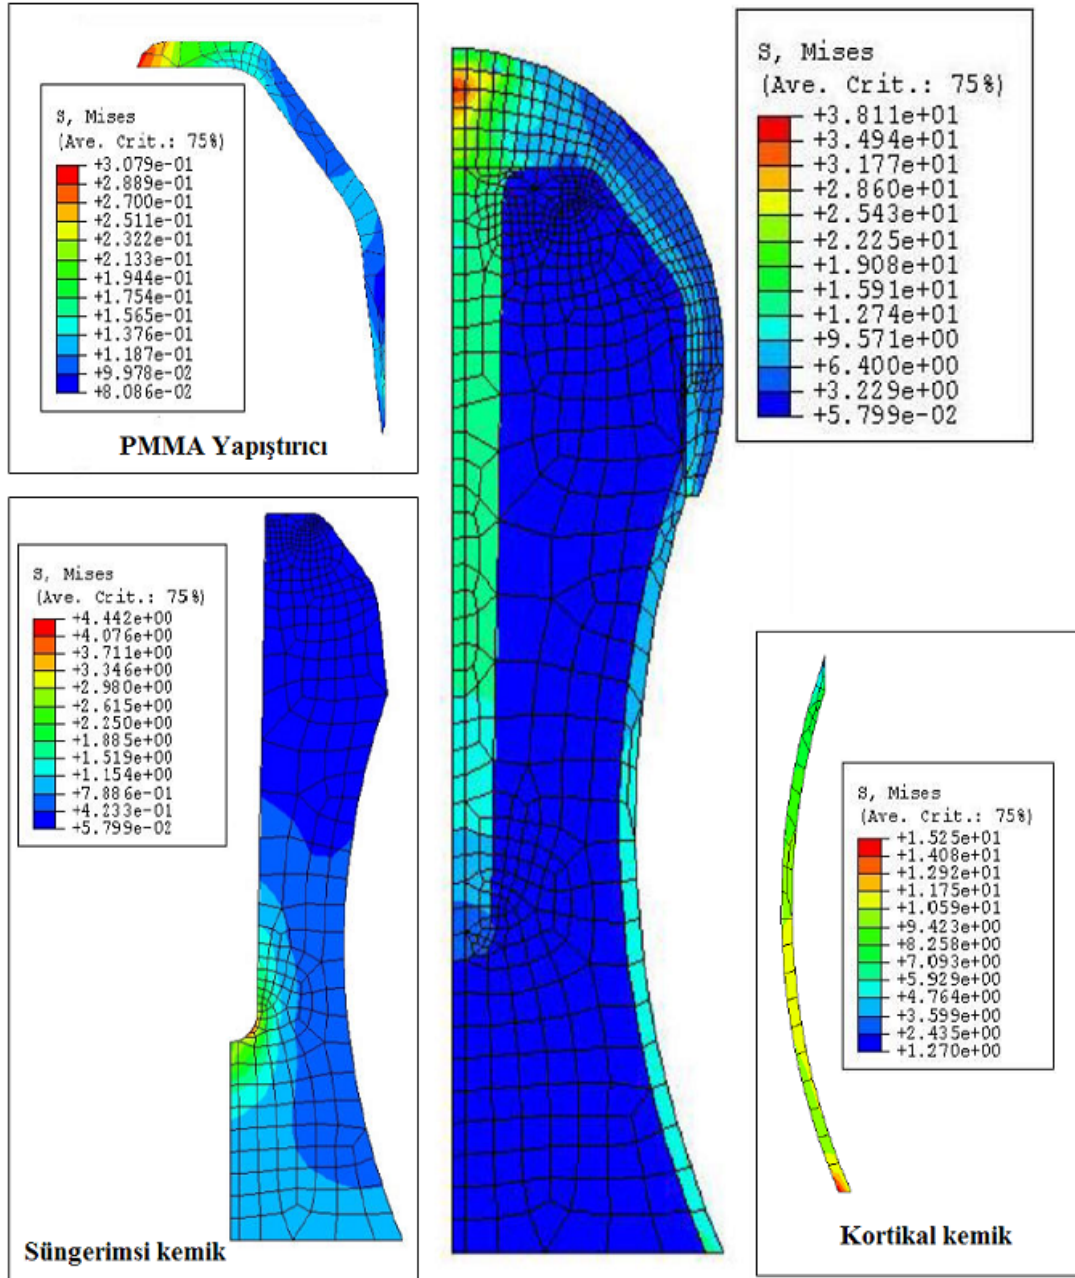 S, Mises
(Ave. Crit.: 75%)
+3.079e-01
+2.889e-01
+2.700e-01
+2.511e-01
+2.322e-01
+2.133e-01
+1.944e-01
+1.754e-01
+1.565e-01
+1.376e-01
+1.187e-01
+9.978e-02
+8.086e-02
PMMA Yapıştırıcı
S, Mises
(Ave. Crit.: 75%)
+3.811e+01
+3.494e+01
+3.177e+01
+2.860e+01
+2.543e+01
+2.225e+01
+1.908e+01
+1.591e+01
+1.274e+01
+9.571e+00
+6.400e+00
+3.229e+00
+5.799e-02
S, Mises
(Ave. Crit.: 75%)
+4.442e+00
+4.076e+00
+3.711e+00
+3.346e+00
+2.980e+00
+2.615e+00
+2.250e+00
+1.885e+00
+1.519e+00
+1.154e+00
+7.886e-01
+4.233e-01
+5.799e-02
Süngerimsi kemik
S, Mises
(Ave. Crit.: 75%)
+1.525e+01
+1.408e+01
+1.292e+01
+1.175e+01
+1.059e+01
+9.423e+00
+8.258e+00
+7.093e+00
+5.929e+00
+4.764e+00
+3.599e+00
+2.435e+00
+1.270e+00
Kortikal kemik